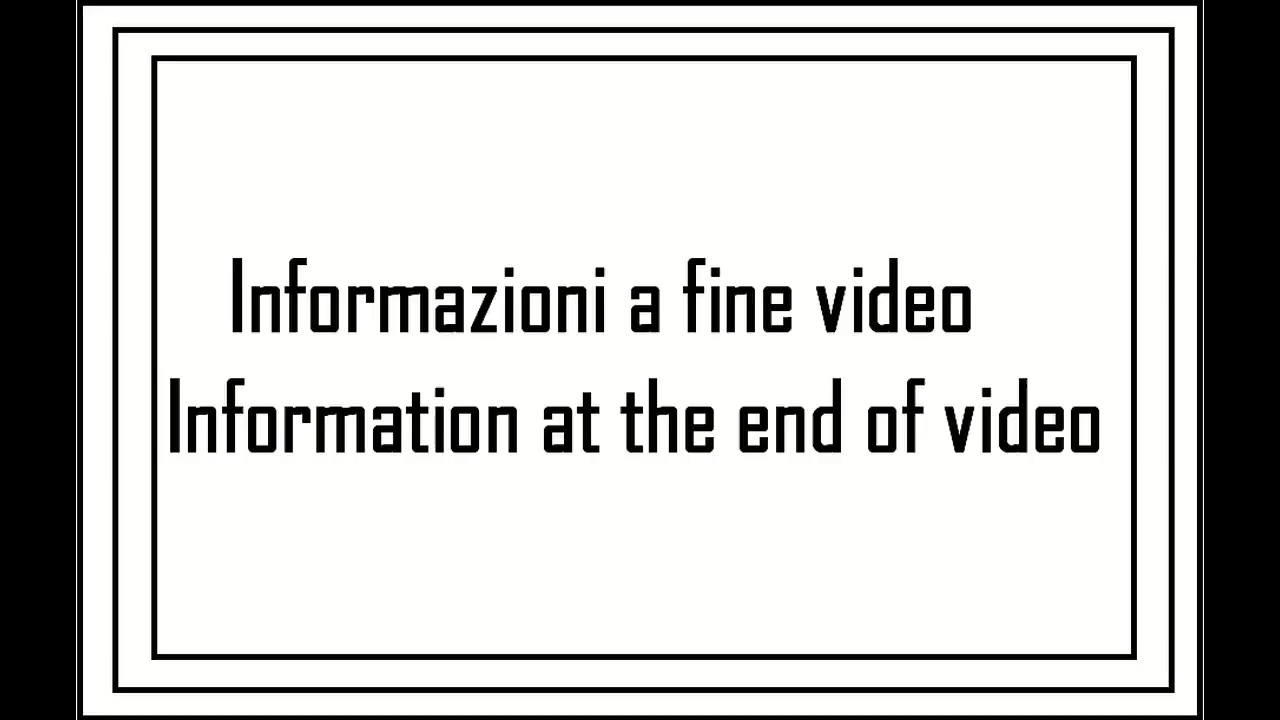 Informazioni a fine video
Information at the end of video